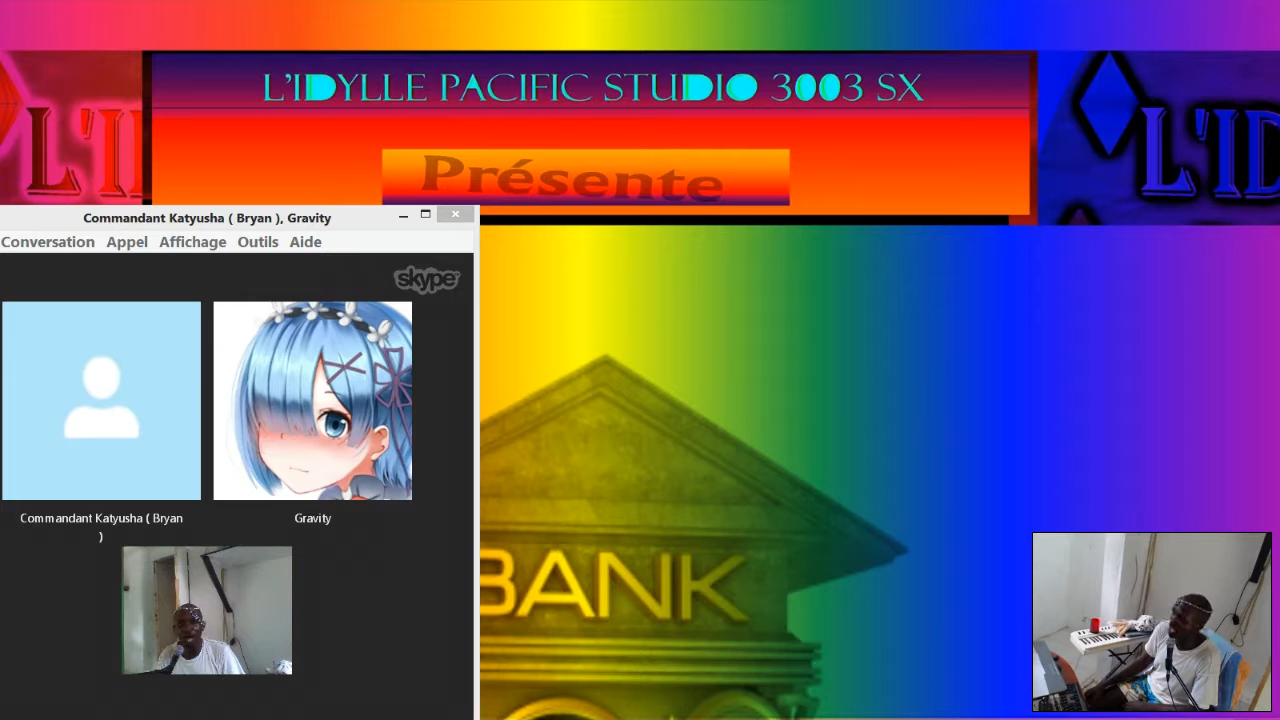 L'IDYLLE PACIFIC STUDIO 3003 SX
L'I
L'ID
Présente
Commandant Katyusha ( Bryan ), Gravity
Conversation Appel Affichage Outils Aide
skype
Commandant Katyusha ( Bryan
)
Gravity
BANK